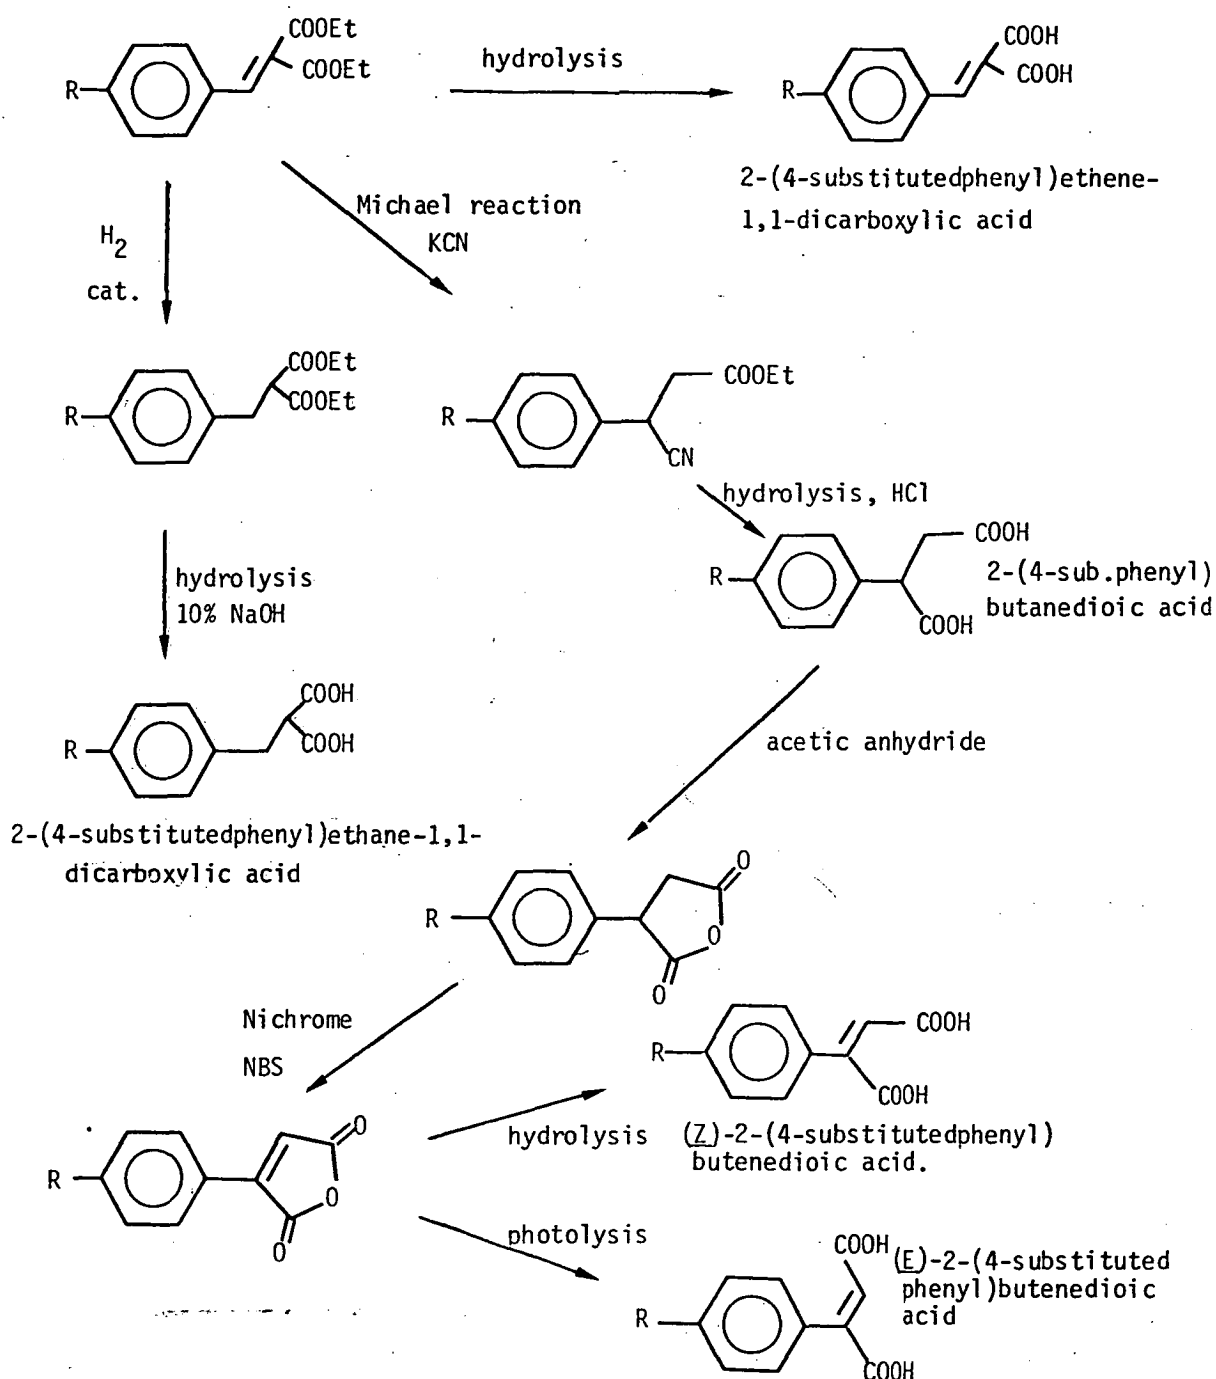 COOEt
COOEt
R
hydrolysis
COOH
COOH
R
2-(4-substitutedphenyl)ethene-
1,1-dicarboxylic acid
H2
cat.
Michael reaction
KCN
COOEt
COOEt
R
COOEt
R
CN
hydrolysis, HCl
COOH
R
COOH
2-(4-sub.phenyl)
butanedioic acid
hydrolysis
10% NaOH
COOH
COOH
R
2-(4-substitutedphenyl)ethane-1,1-
dicarboxylic acid
acetic anhydride
O
R
O
O
Nichrome
NBS
COOH
R
COOH
O
R
O
O
hydrolysis
(Z)-2-(4-substitutedphenyl)
butenedioic acid.
photolysis
COOH
R
COOH
(E)-2-(4-substituted
phenyl)butenedioic
acid